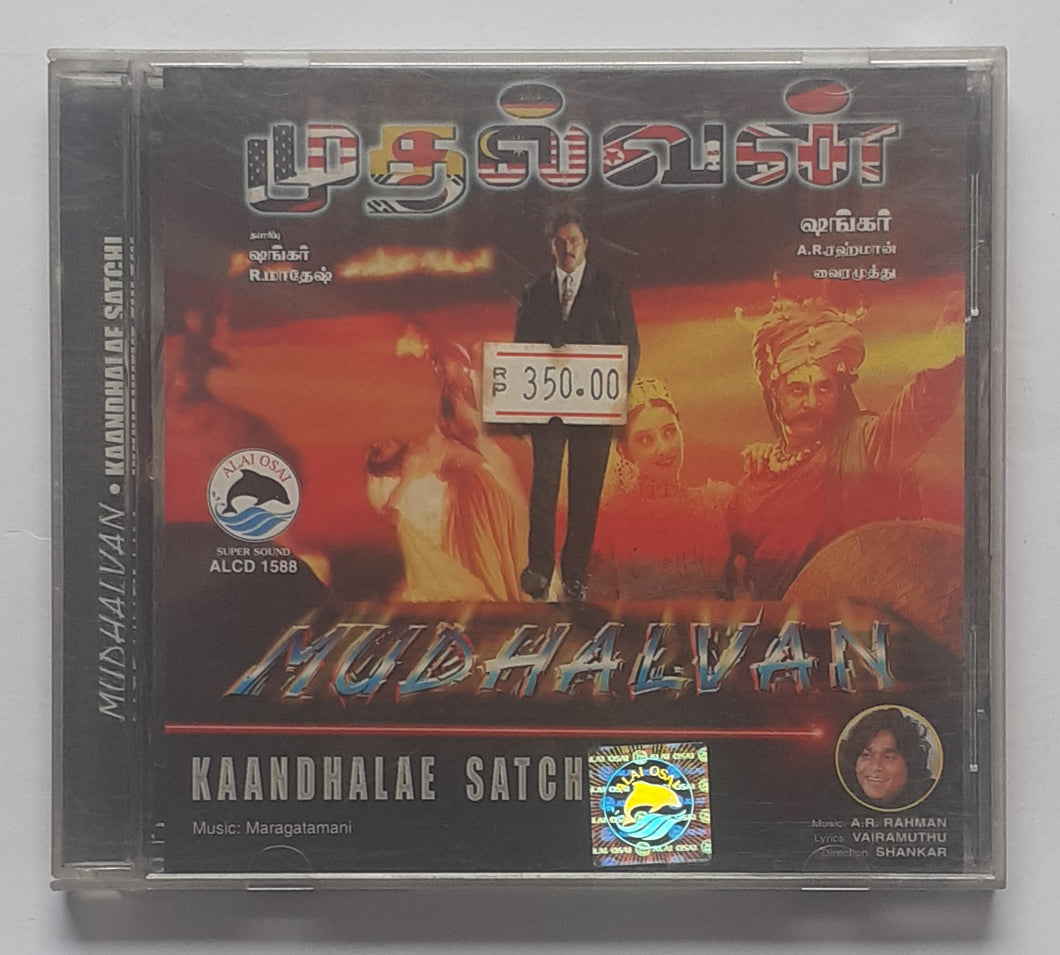 முதல்வன்
தயாரிப்பு
ஷங்கர்
R.மாதேஷ்
ஷங்கர்
A.R.ரஹ்மான்
வைரமுத்து
RP 350.00
ALAI OSAI
SUPER SOUND
ALCD 1588
MUDHALVAN
KAANDHALAE SATCH
Music: Maragatamani
ALAI OSAI
Music: A.R. RAHMAN
Lyrics: VAIRAMUTHU
Direction: SHANKAR
MUDHALVAN • KAANDHALAE SATCHI